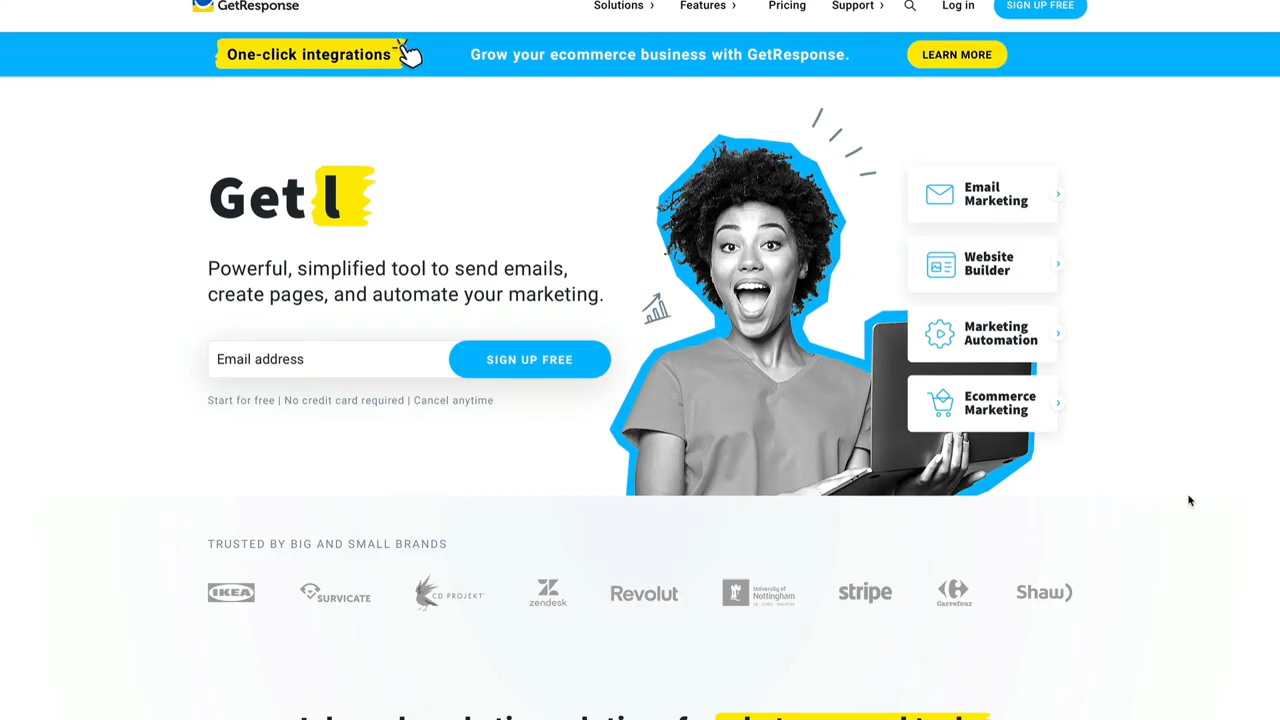 GetResponse
Solutions
Features
Pricing
Support
Log in
SIGN UP FREE
One-click integrations
Grow your ecommerce business with GetResponse.
LEARN MORE
Get l
Powerful, simplified tool to send emails,
create pages, and automate your marketing.
Email address
SIGN UP FREE
Start for free | No credit card required | Cancel anytime
Email
Marketing
Website
Builder
Marketing
Automation
Ecommerce
Marketing
TRUSTED BY BIG AND SMALL BRANDS
IKEA
SURVICATE
CD PROJEKT
zendesk
Revolut
University of
Nottingham
stripe
Carrefour
Shaw)